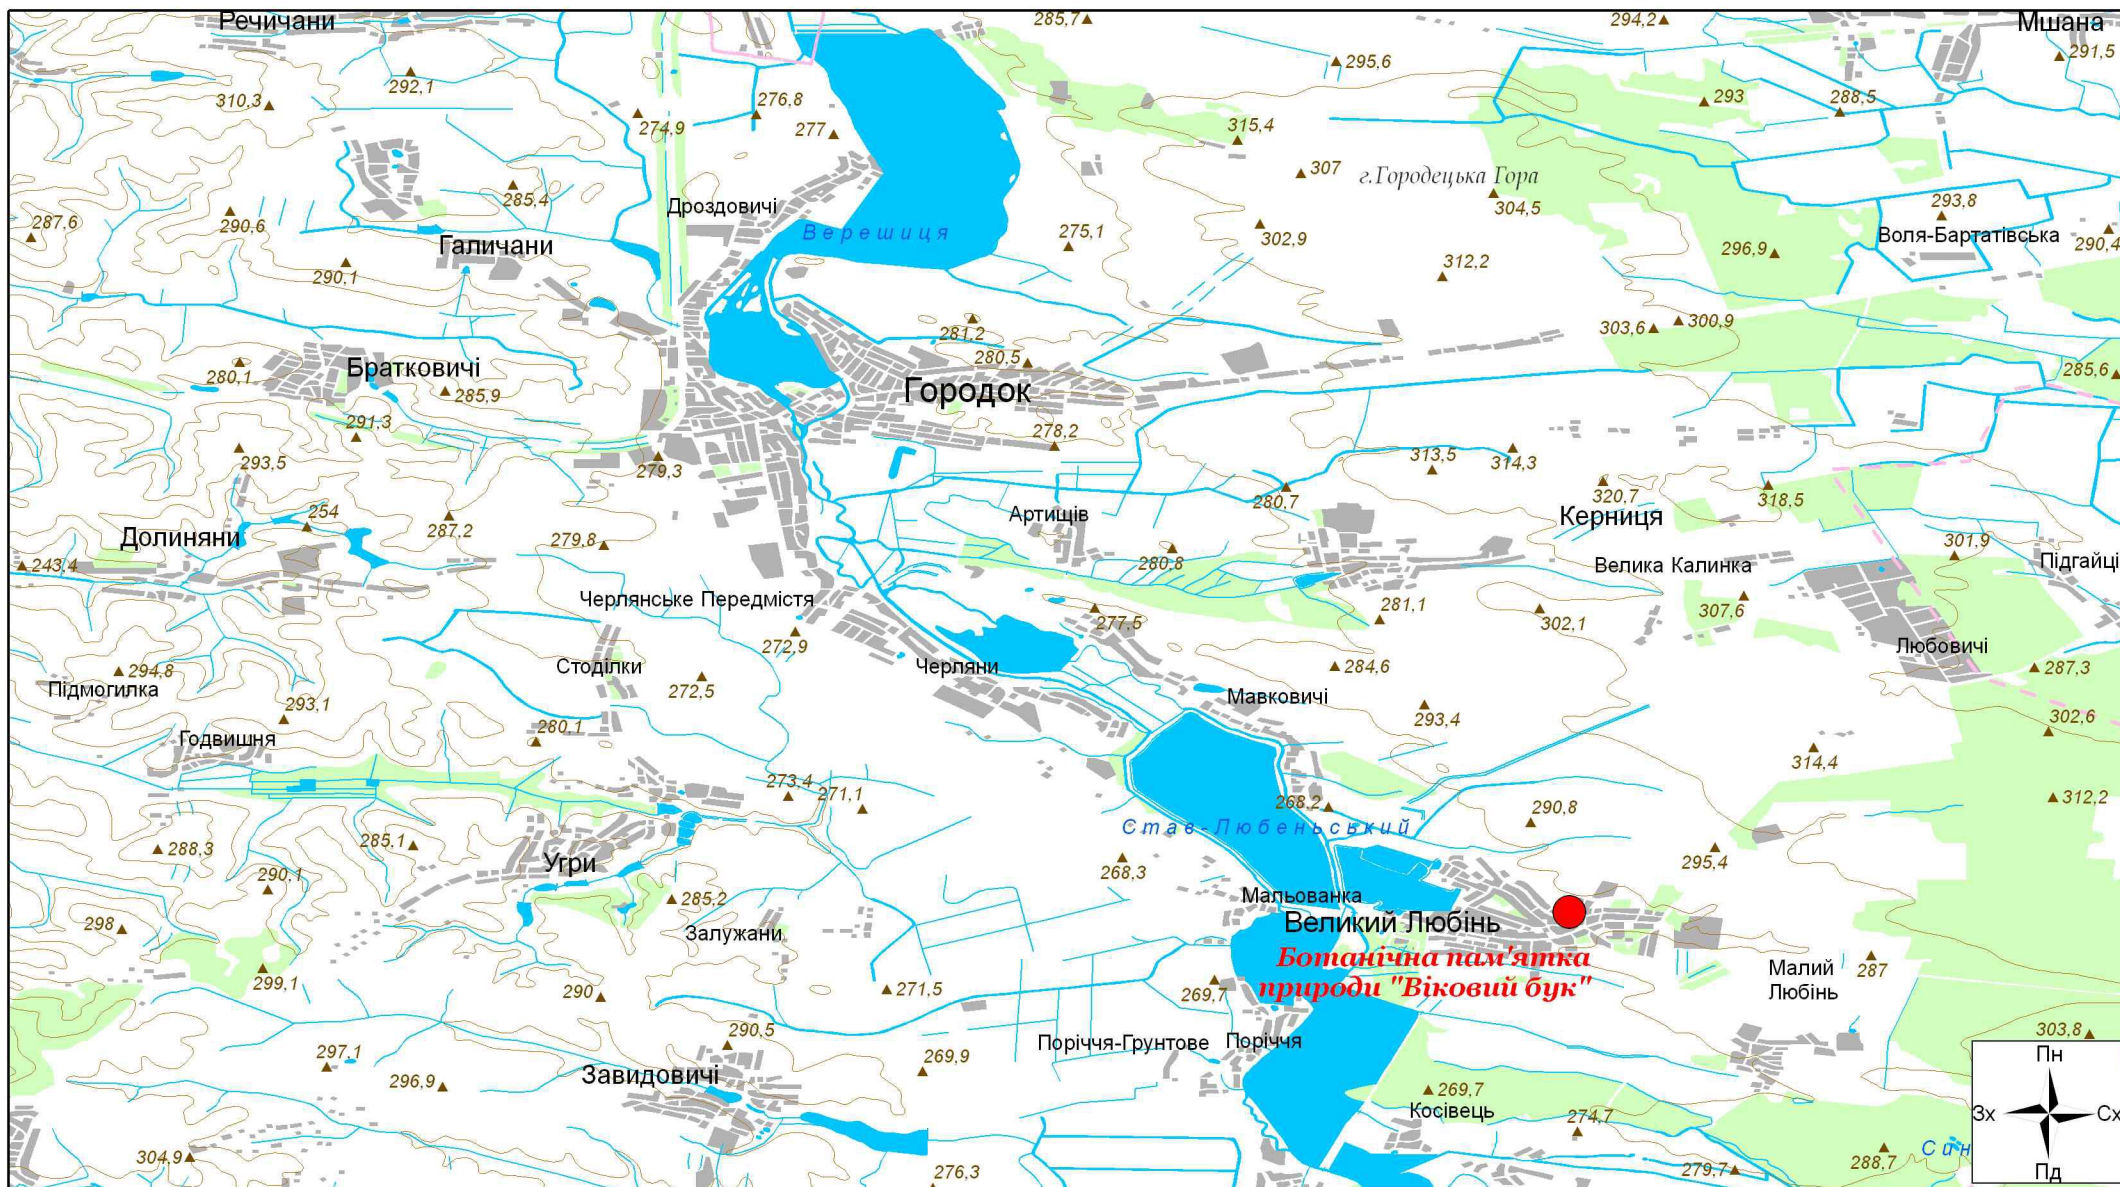 Речичани
285,7
294,2
Мшана
291,5
295,6
292,1
310,3
276,8
293
288,5
274,9
277
315,4
307
г.Городецька Гора
285,4
304,5
Дроздовичі
293,8
287,6
290,6
Верешиця
275,1
302,9
Воля-Бартатівська
290,4
Галичани
296,9
290,1
312,2
281,2
303,6
300,9
280,5
280,1
Братковичі
285,6
Городок
285,9
291,3
278,2
293,5
279,3
313,5
314,3
320,7
318,5
280,7
254
Артищів
Керниця
287,2
Долиняни
279,8
280,8
301,9
243,4
Велика Калинка
Підгайці
Черлянське Передмістя
281,1
307,6
277,5
302,1
272,9
Любовичі
294,8
Стоділки
Черляни
284,6
287,3
Підмогилка
272,5
Мавковичі
293,1
293,4
302,6
Годвишня
280,1
314,4
273,4
271,1
268,2
312,2
290,8
Став-Любеньський
288,3
285,1
Угри
268,3
295,4
290,1
285,2
Мальованка
298
Великий Любінь
Залужани
Ботанічна пам'ятка
природи "Віковий бук"
287
Малий
Любінь
299,1
290
271,5
269,7
290,5
303,8
Поріччя-Грунтове
Поріччя
297,1
296,9
Завидовичі
269,9
269,7
Косівець
274,7
304,9
276,3
279,7
288,7
Син
Пн
Зх
Сх
Пд